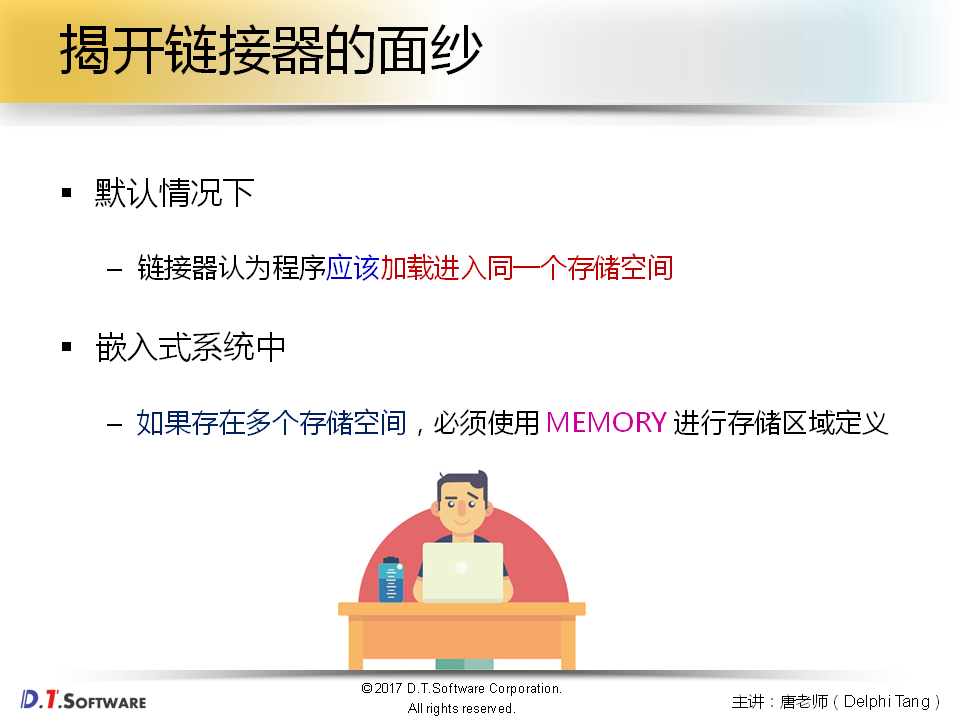 揭开链接器的面纱
▪ 默认情况下
– 链接器认为程序应该加载进入同一个存储空间
▪ 嵌入式系统中
– 如果存在多个存储空间，必须使用 MEMORY 进行存储区域定义
D.T.SOFTWARE
©2017 D.T.Software Corporation.
All rights reserved.
主讲：唐老师（Delphi Tang）